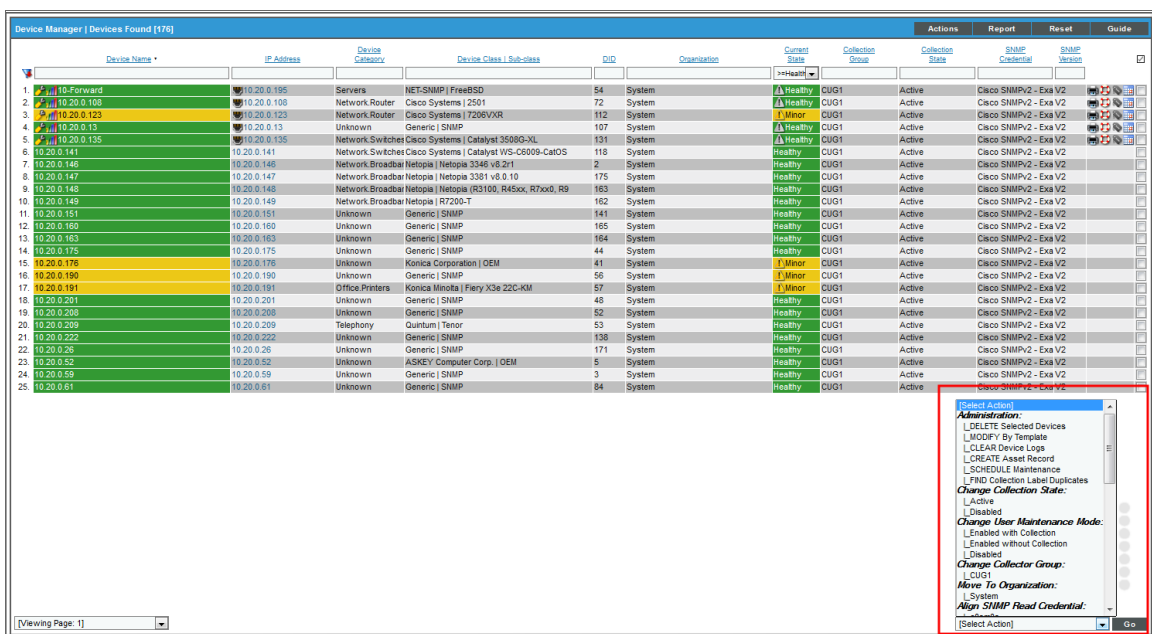 Device Manager | Devices Found [176] Actions Report Reset Guide
Device Name • IP Address Device Category Device Class | Sub-class DID Organization Current State Collection Group Collection State SNMP Credential SNMP Version
>=Health
1. 10-Forward 10.20.0.195 Servers NET-SNMP | FreeBSD 54 System Healthy CUG1 Active Cisco SNMPv2 - Exa V2
2. 10.20.0.108 10.20.0.108 Network.Router Cisco Systems | 2501 72 System Healthy CUG1 Active Cisco SNMPv2 - Exa V2
3. 10.20.0.123 10.20.0.123 Network.Router Cisco Systems | 7206VXR 112 System Minor CUG1 Active Cisco SNMPv2 - Exa V2
4. 10.20.0.13 10.20.0.13 Unknown Generic | SNMP 107 System Healthy CUG1 Active Cisco SNMPv2 - Exa V2
5. 10.20.0.135 10.20.0.135 Network.Switches Cisco Systems | Catalyst 3508G-XL 131 System Healthy CUG1 Active Cisco SNMPv2 - Exa V2
6. 10.20.0.141 10.20.0.141 Network.Switches Cisco Systems | Catalyst WS-C6009-CatOS 118 System Healthy CUG1 Active Cisco SNMPv2 - Exa V2
7. 10.20.0.146 10.20.0.146 Network.Broadbar Netopia | Netopia 3346 v8.2r1 2 System Healthy CUG1 Active Cisco SNMPv2 - Exa V2
8. 10.20.0.147 10.20.0.147 Network.Broadbar Netopia | Netopia 3381 v8.0.10 175 System Healthy CUG1 Active Cisco SNMPv2 - Exa V2
9. 10.20.0.148 10.20.0.148 Network.Broadbar Netopia | Netopia (R3100, R45xx, R7xx0, R9 163 System Healthy CUG1 Active Cisco SNMPv2 - Exa V2
10. 10.20.0.149 10.20.0.149 Network.Broadbar Netopia | R7200-T 162 System Healthy CUG1 Active Cisco SNMPv2 - Exa V2
11. 10.20.0.151 10.20.0.151 Unknown Generic | SNMP 141 System Healthy CUG1 Active Cisco SNMPv2 - Exa V2
12. 10.20.0.160 10.20.0.160 Unknown Generic | SNMP 165 System Healthy CUG1 Active Cisco SNMPv2 - Exa V2
13. 10.20.0.163 10.20.0.163 Unknown Generic | SNMP 164 System Healthy CUG1 Active Cisco SNMPv2 - Exa V2
14. 10.20.0.175 10.20.0.175 Unknown Generic | SNMP 44 System Healthy CUG1 Active Cisco SNMPv2 - Exa V2
15. 10.20.0.176 10.20.0.176 Unknown Konica Corporation | OEM 41 System Minor CUG1 Active Cisco SNMPv2 - Exa V2
16. 10.20.0.190 10.20.0.190 Unknown Generic | SNMP 56 System Minor CUG1 Active Cisco SNMPv2 - Exa V2
17. 10.20.0.191 10.20.0.191 Office.Printers Konica Minolta | Fiery X3e 22C-KM 57 System Minor CUG1 Active Cisco SNMPv2 - Exa V2
18. 10.20.0.201 10.20.0.201 Unknown Generic | SNMP 48 System Healthy CUG1 Active Cisco SNMPv2 - Exa V2
19. 10.20.0.208 10.20.0.208 Unknown Generic | SNMP 52 System Healthy CUG1 Active Cisco SNMPv2 - Exa V2
20. 10.20.0.209 10.20.0.209 Telephony Quintum | Tenor 53 System Healthy CUG1 Active Cisco SNMPv2 - Exa V2
21. 10.20.0.222 10.20.0.222 Unknown Generic | SNMP 138 System Healthy CUG1 Active Cisco SNMPv2 - Exa V2
22. 10.20.0.26 10.20.0.26 Unknown Generic | SNMP 171 System Healthy CUG1 Active Cisco SNMPv2 - Exa V2
23. 10.20.0.52 10.20.0.52 Unknown ASKEY Computer Corp. | OEM 5 System Healthy CUG1 Active Cisco SNMPv2 - Exa V2
24. 10.20.0.59 10.20.0.59 Unknown Generic | SNMP 3 System Healthy CUG1 Active Cisco SNMPv2 - Exa V2
25. 10.20.0.61 10.20.0.61 Unknown Generic | SNMP 84 System Healthy CUG1 Active Cisco SNMPv2 - Exa V2
[Select Action]
Administration:
|_DELETE Selected Devices
|_MODIFY By Template
|_CLEAR Device Logs
|_CREATE Asset Record
|_SCHEDULE Maintenance
|_FIND Collection Label Duplicates
Change Collection State:
|_Active
|_Disabled
Change User Maintenance Mode:
|_Enabled with Collection
|_Enabled without Collection
|_Disabled
Change Collector Group:
|_CUG1
Move To Organization:
|_System
Align SNMP Read Credential:
[Viewing Page: 1] [Select Action] Go